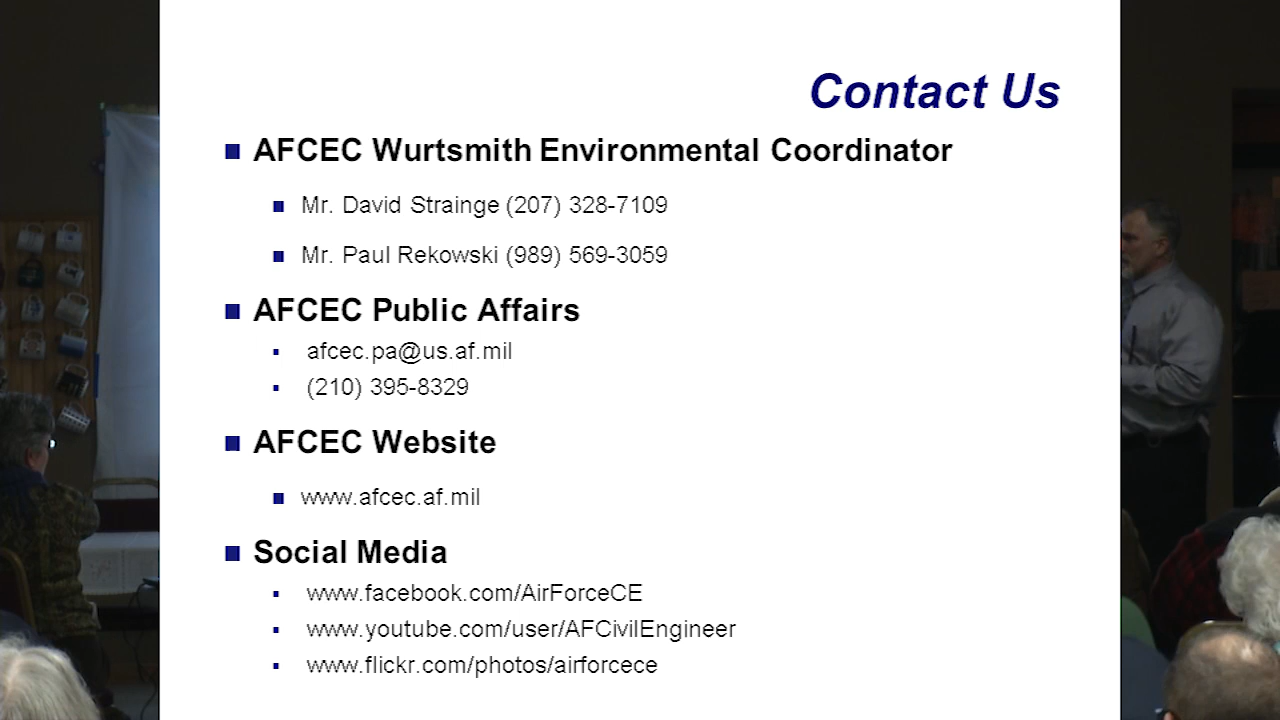 Contact Us
AFCEC Wurtsmith Environmental Coordinator
Mr. David Strainge (207) 328-7109
Mr. Paul Rekowski (989) 569-3059
AFCEC Public Affairs
afcec.pa@us.af.mil
(210) 395-8329
AFCEC Website
www.afcec.af.mil
Social Media
www.facebook.com/AirForceCE
www.youtube.com/user/AFCivilEngineer
www.flickr.com/photos/airforcece